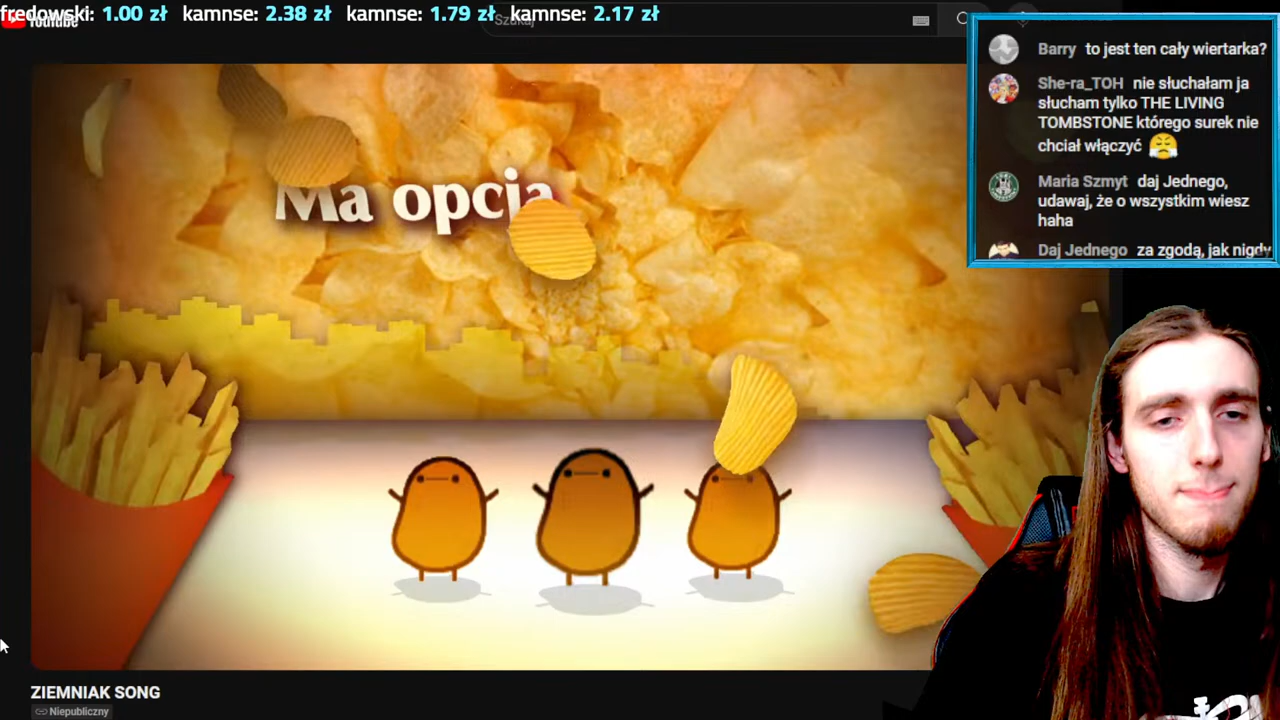 fredowski: 1.00 zł kamnse: 2.38 zł kamnse: 1.79 zł kamnse: 2.17 zł
YouTube
Szukaj
Barry to jest ten cały wiertarka?
She-ra_TOH nie słuchałam ja
słucham tylko THE LIVING
TOMBSTONE którego surek nie
chciał włączyć
Maria Szmyt daj Jednego,
udawaj, że o wszystkim wiesz
haha
Daj Jednego za zgodą, jak nigdy
Ma opcja
ZIEMNIAK SONG
Niepubliczny